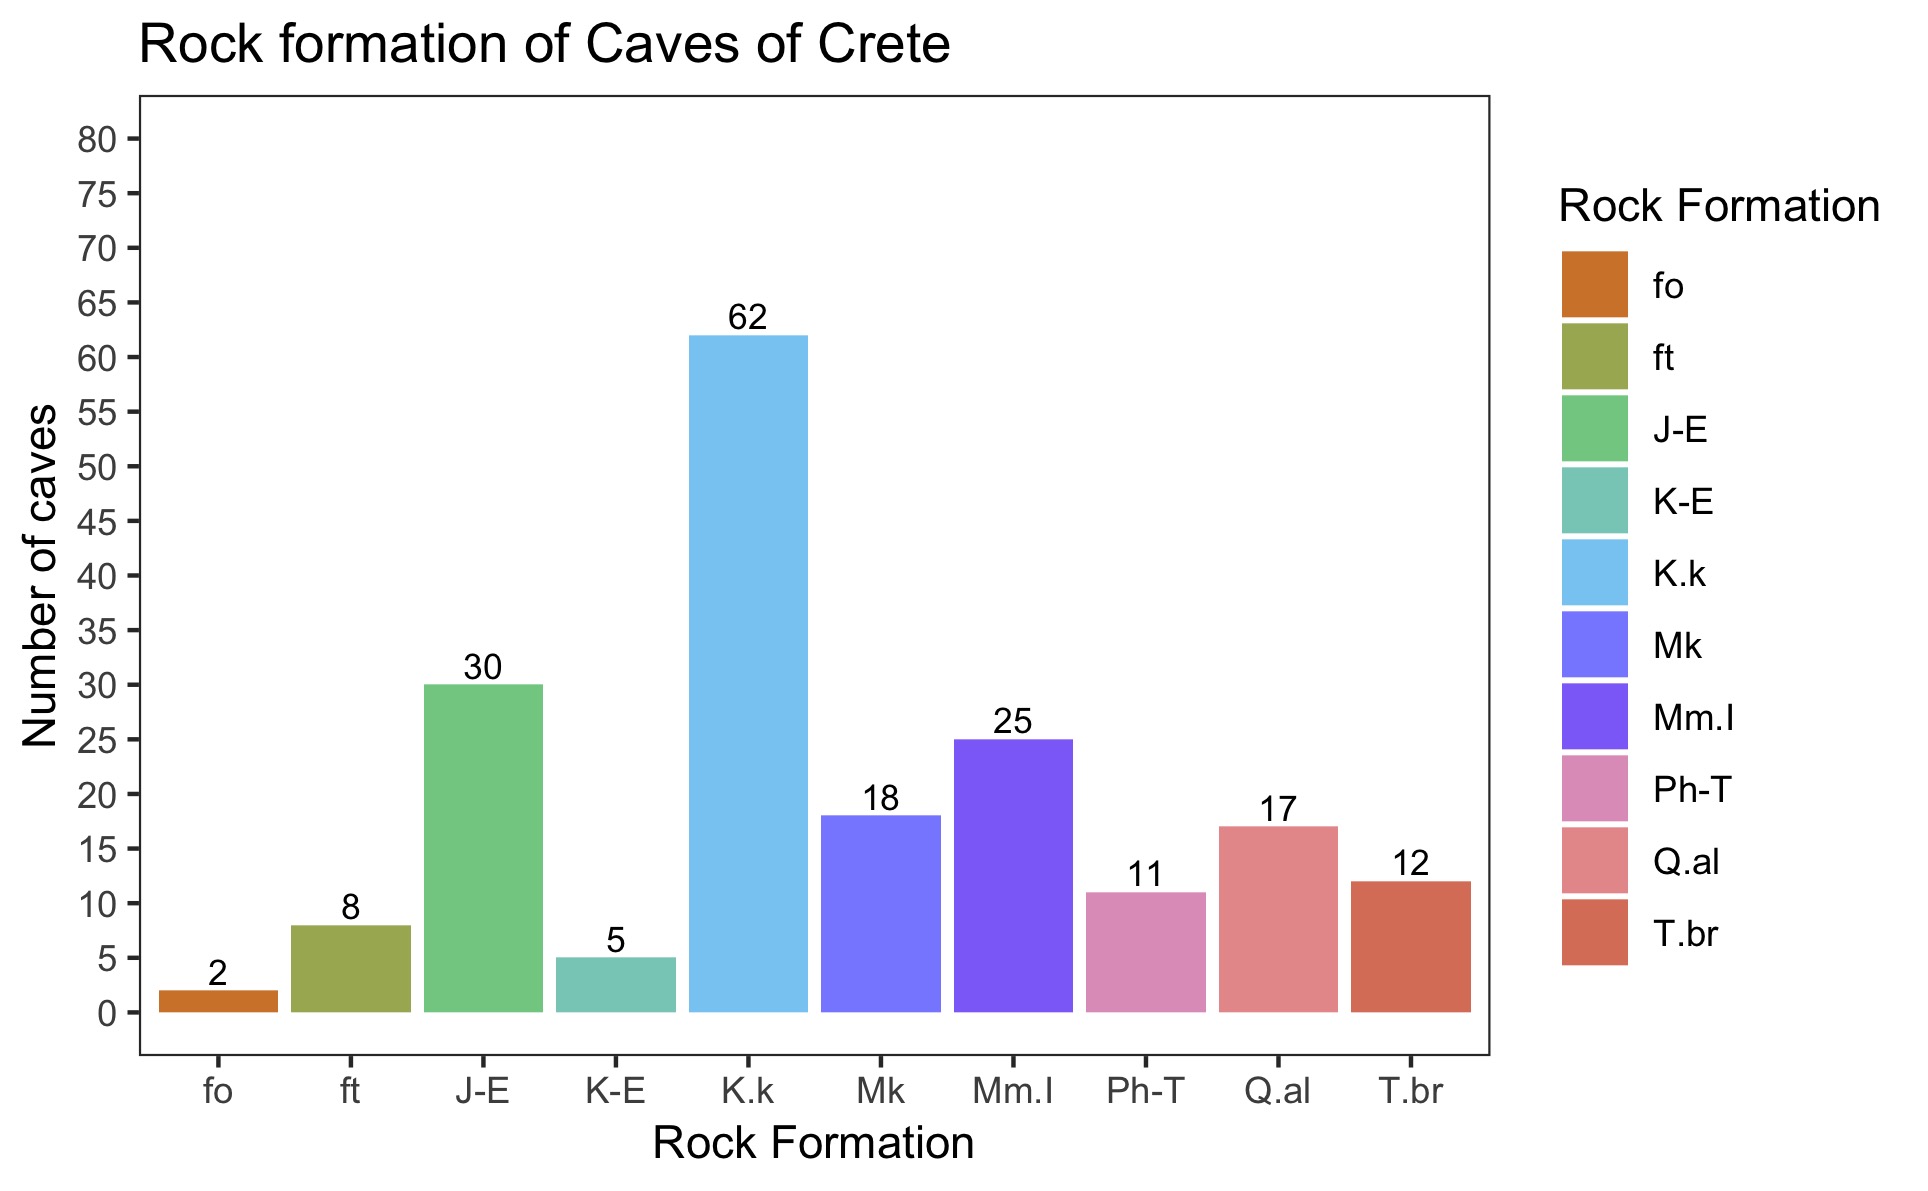 Rock formation of Caves of Crete
Number of caves
80
75
70
65
60
55
50
45
40
35
30
25
20
15
10
5
0
2
8
30
5
62
18
25
11
17
12
fo ft J-E K-E K.k Mk Mm.I Ph-T Q.al T.br
Rock Formation
Rock Formation
fo
ft
J-E
K-E
K.k
Mk
Mm.I
Ph-T
Q.al
T.br